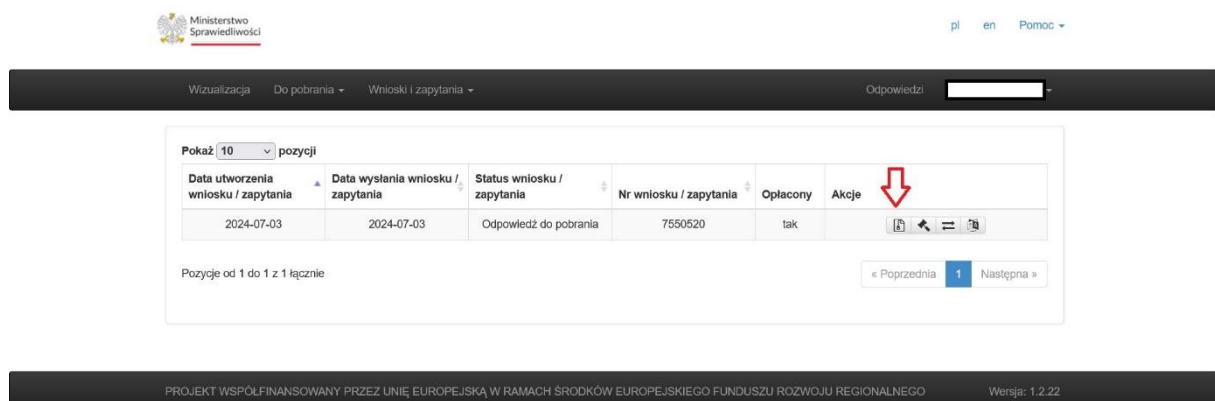 Ministerstwo
Sprawiedliwości
pl en Pomoc
Wizualizacja Do pobrania Wnioski i zapytania Odpowiedzi
Pokaż 10 pozycji
Data utworzenia wniosku / zapytania Data wysłania wniosku / zapytania Status wniosku / zapytania Nr wniosku / zapytania Opłacony Akcje
2024-07-03 2024-07-03 Odpowiedź do pobrania 7550520 tak
Pozycje od 1 do 1 z 1 łącznie
« Poprzednia 1 Następna »
PROJEKT WSPÓŁFINANSOWANY PRZEZ UNIĘ EUROPEJSKĄ W RAMACH ŚRODKÓW EUROPEJSKIEGO FUNDUSZU ROZWOJU REGIONALNEGO Wersja: 1.2.22